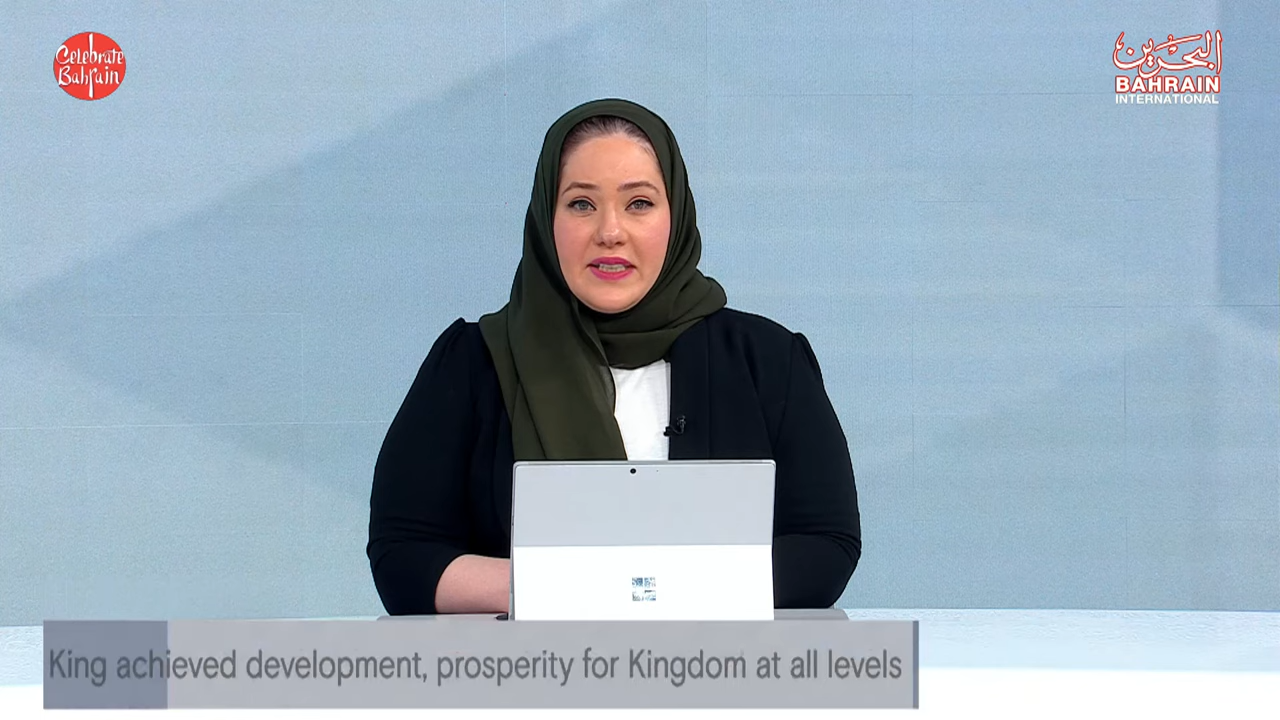 Celebrate
Bahrain
البحرين
BAHRAIN
INTERNATIONAL
King achieved development, prosperity for Kingdom at all levels